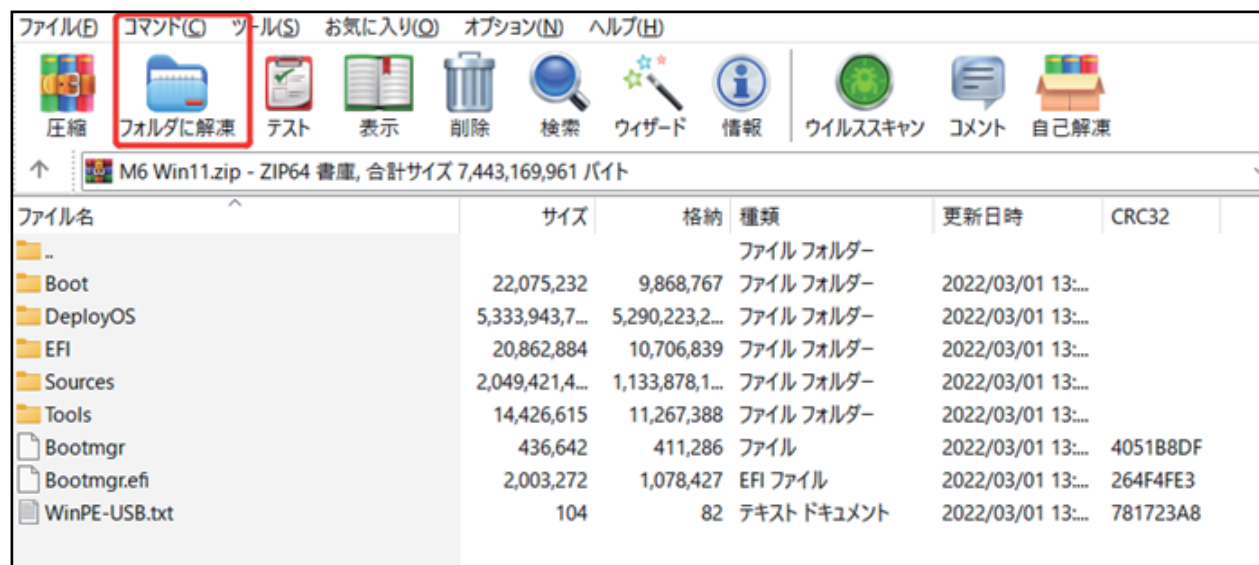 ファイル(F) コマンド(C) ツール(S) お気に入り(O) オプション(N) ヘルプ(H)
圧縮 フォルダに解凍 テスト 表示 削除 検索 ウィザード 情報 ウイルススキャン コメント 自己解凍
M6 Win11.zip - ZIP64 書庫, 合計サイズ 7,443,169,961 バイト
ファイル名 サイズ 格納 種類 更新日時 CRC32
.. ファイル フォルダー
Boot 22,075,232 9,868,767 ファイル フォルダー 2022/03/01 13:...
DeployOS 5,333,943,7... 5,290,223,2... ファイル フォルダー 2022/03/01 13:...
EFI 20,862,884 10,706,839 ファイル フォルダー 2022/03/01 13:...
Sources 2,049,421,4... 1,133,878,1... ファイル フォルダー 2022/03/01 13:...
Tools 14,426,615 11,267,388 ファイル フォルダー 2022/03/01 13:...
Bootmgr 436,642 411,286 ファイル 2022/03/01 13:... 4051B8DF
Bootmgr.efi 2,003,272 1,078,427 EFI ファイル 2022/03/01 13:... 264F4FE3
WinPE-USB.txt 104 82 テキスト ドキュメント 2022/03/01 13:... 781723A8